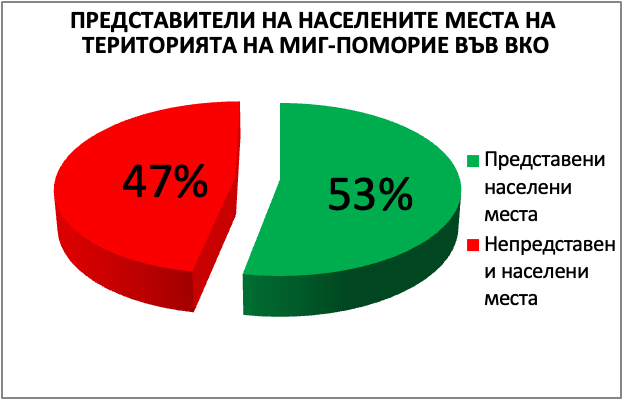 ПРЕДСТАВИТЕЛИ НА НАСЕЛЕНИТЕ МЕСТА НА
ТЕРИТОРИЯТА НА МИГ-ПОМОРИЕ ВЪВ ВКО
47%
53%
Представени
населени
места
Непредставен
и населени
места